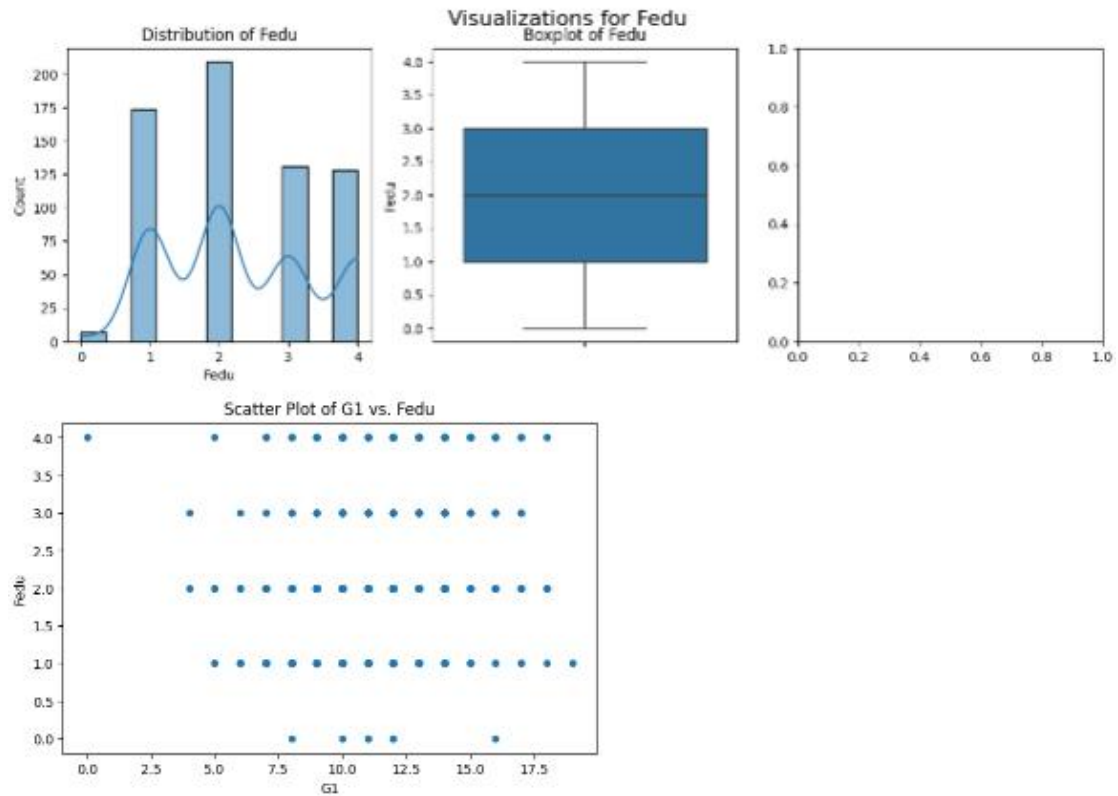 Visualizations for Fedu
Distribution of Fedu
200
175
150
125
100
75
50
25
0
Count
0 1 2 3 4
Fedu
Boxplot of Fedu
4.0
3.5
3.0
2.5
2.0
1.5
1.0
0.5
0.0
Fedu
1.0
0.8
0.6
0.4
0.2
0.0
0.0 0.2 0.4 0.6 0.8 1.0
Scatter Plot of G1 vs. Fedu
4.0
3.5
3.0
2.5
2.0
1.5
1.0
0.5
0.0
Fedu
0.0 2.5 5.0 7.5 10.0 12.5 15.0 17.5
G1